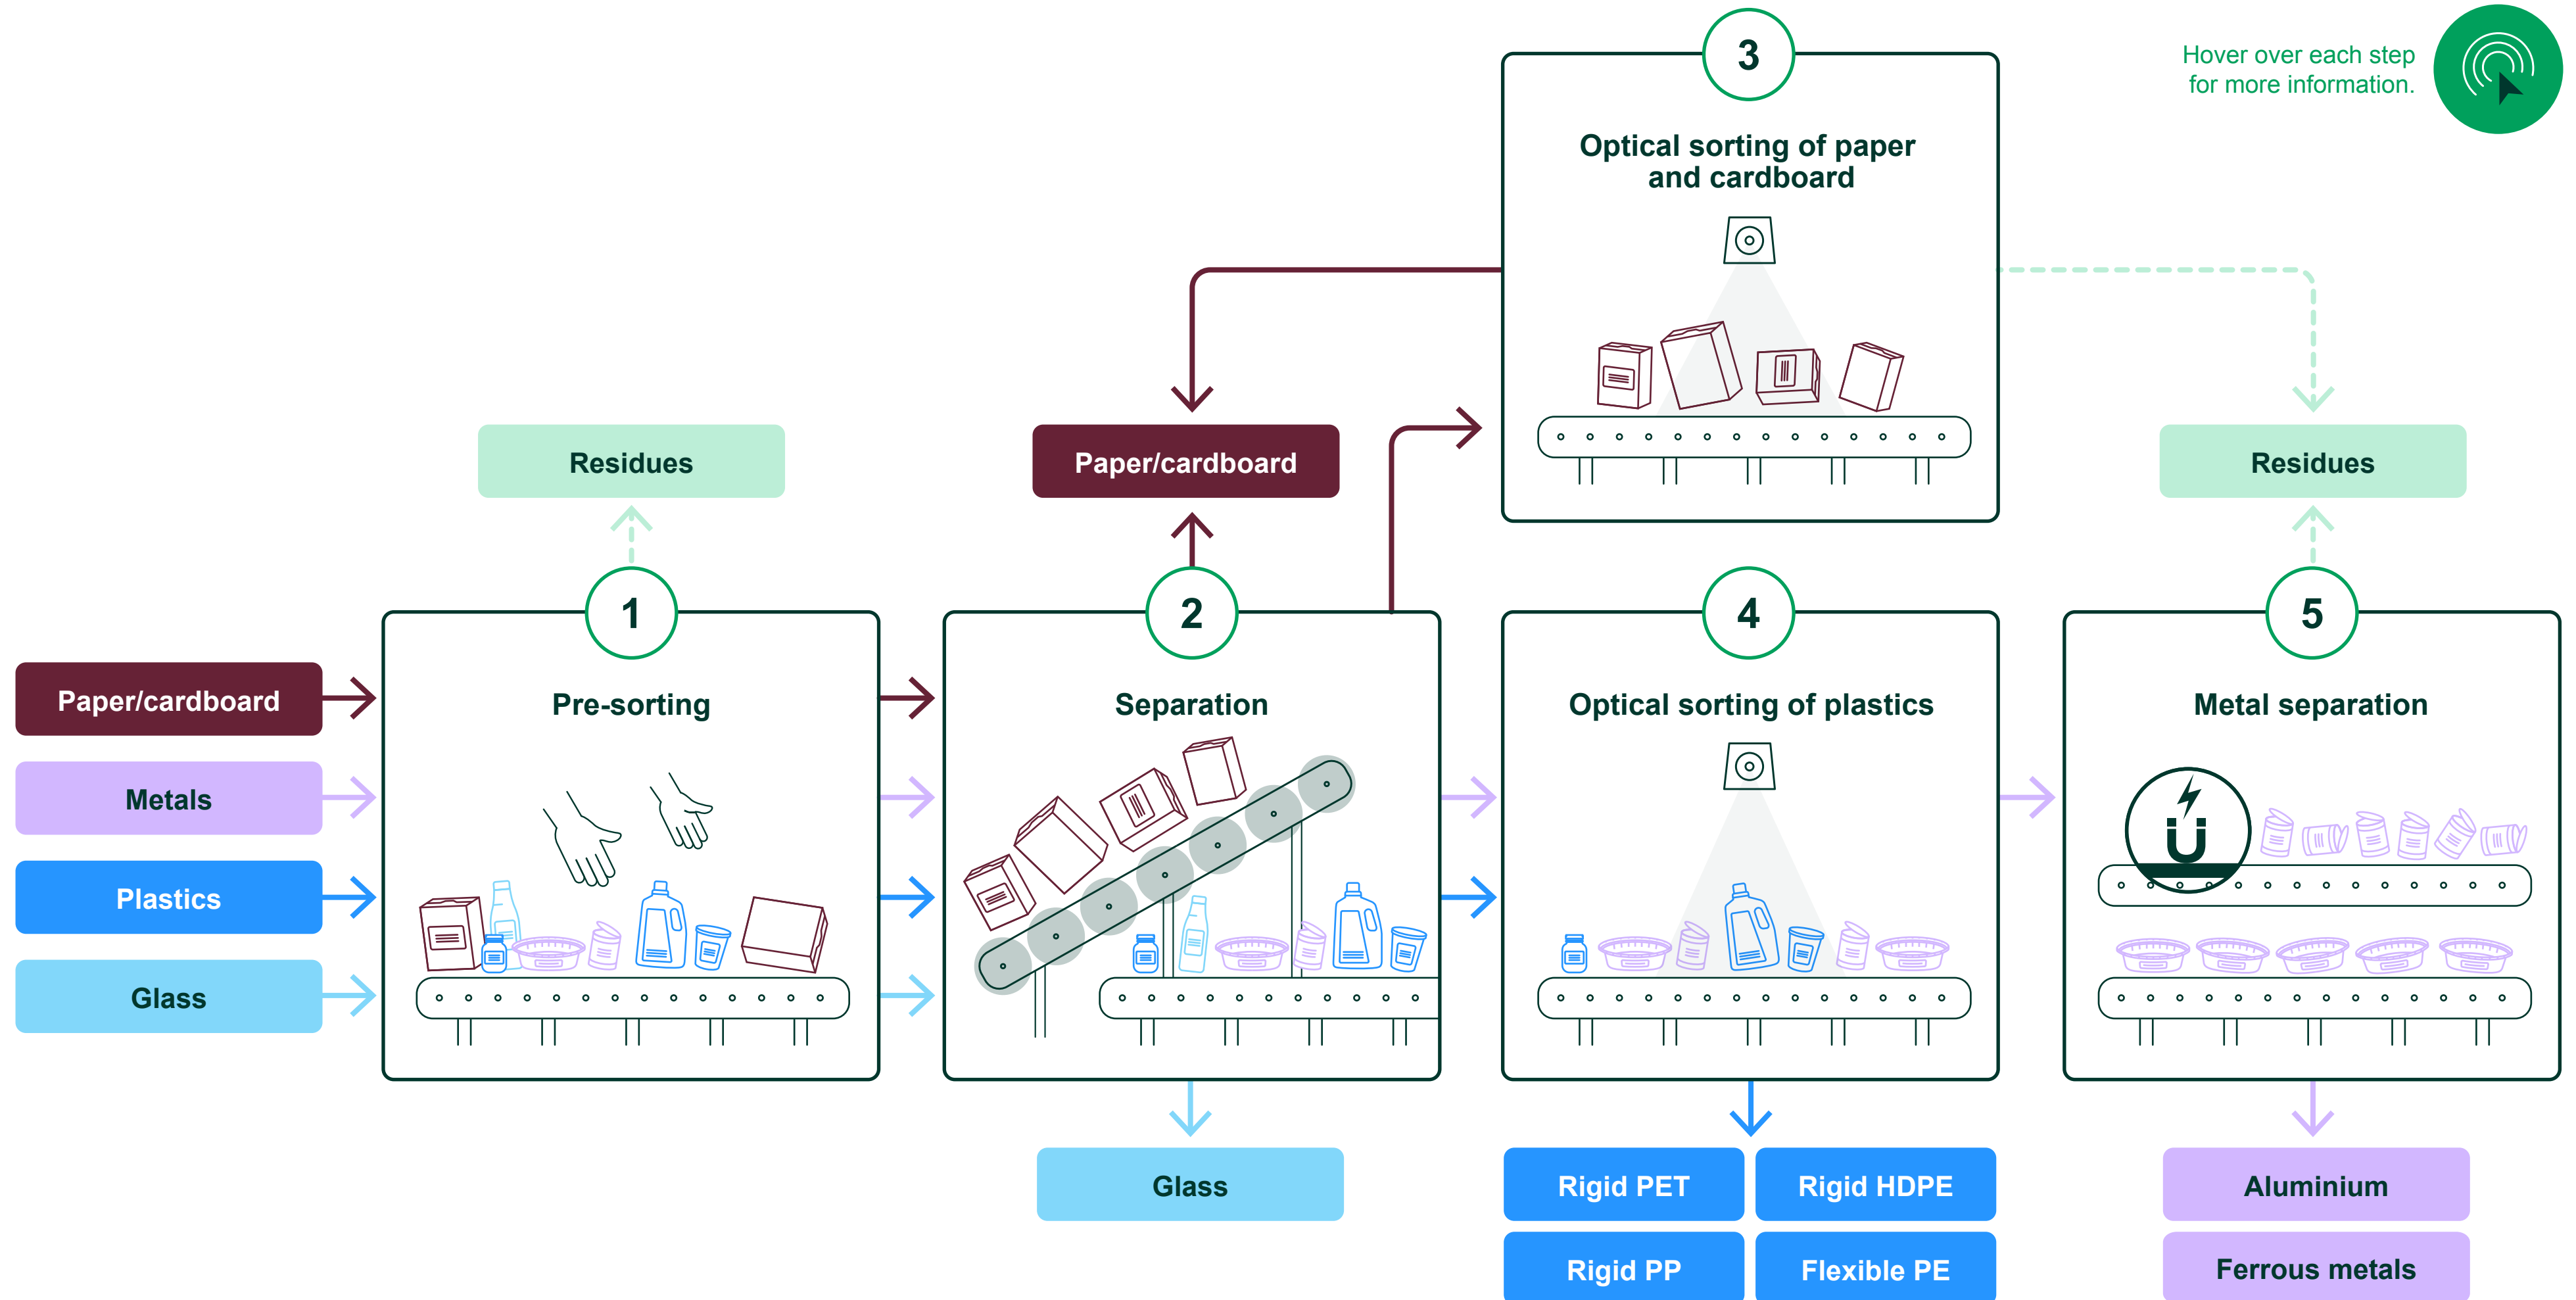 Hover over each step
for more information.
3
Optical sorting of paper
and cardboard
Residues
Paper/cardboard
Residues
1
2
4
5
Paper/cardboard
Metals
Plastics
Glass
Pre-sorting
Separation
Optical sorting of plastics
Metal separation
Glass
Rigid PET
Rigid HDPE
Rigid PP
Flexible PE
Aluminium
Ferrous metals